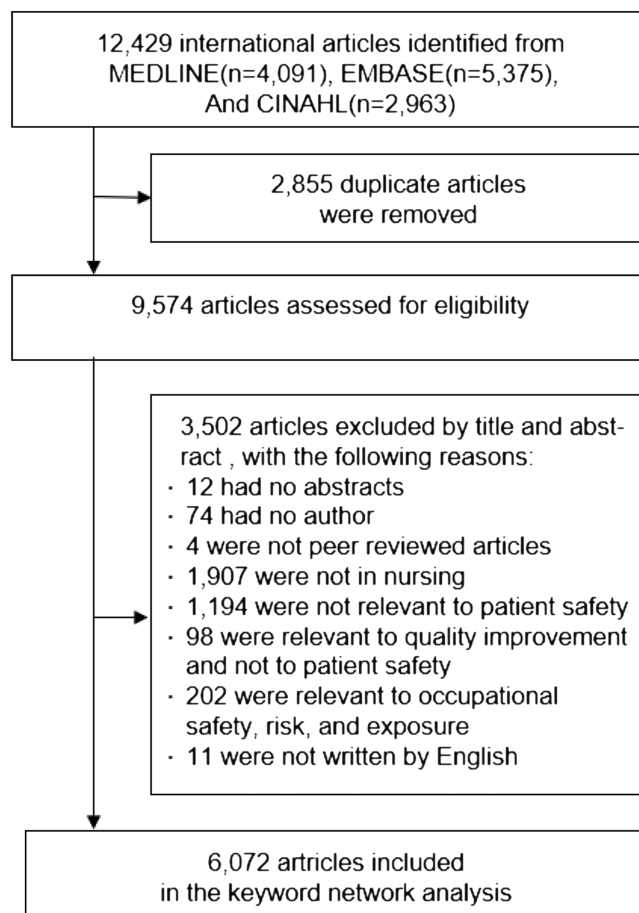 12,429 international articles identified from
MEDLINE(n=4,091), EMBASE(n=5,375),
And CINAHL(n=2,963)
2,855 duplicate articles
were removed
9,574 articles assessed for eligibility
3,502 articles excluded by title and abst-
ract , with the following reasons:
· 12 had no abstracts
· 74 had no author
· 4 were not peer reviewed articles
· 1,907 were not in nursing
· 1,194 were not relevant to patient safety
· 98 were relevant to quality improvement
and not to patient safety
· 202 were relevant to occupational
safety, risk, and exposure
· 11 were not written by English
6,072 artricles included
in the keyword network analysis